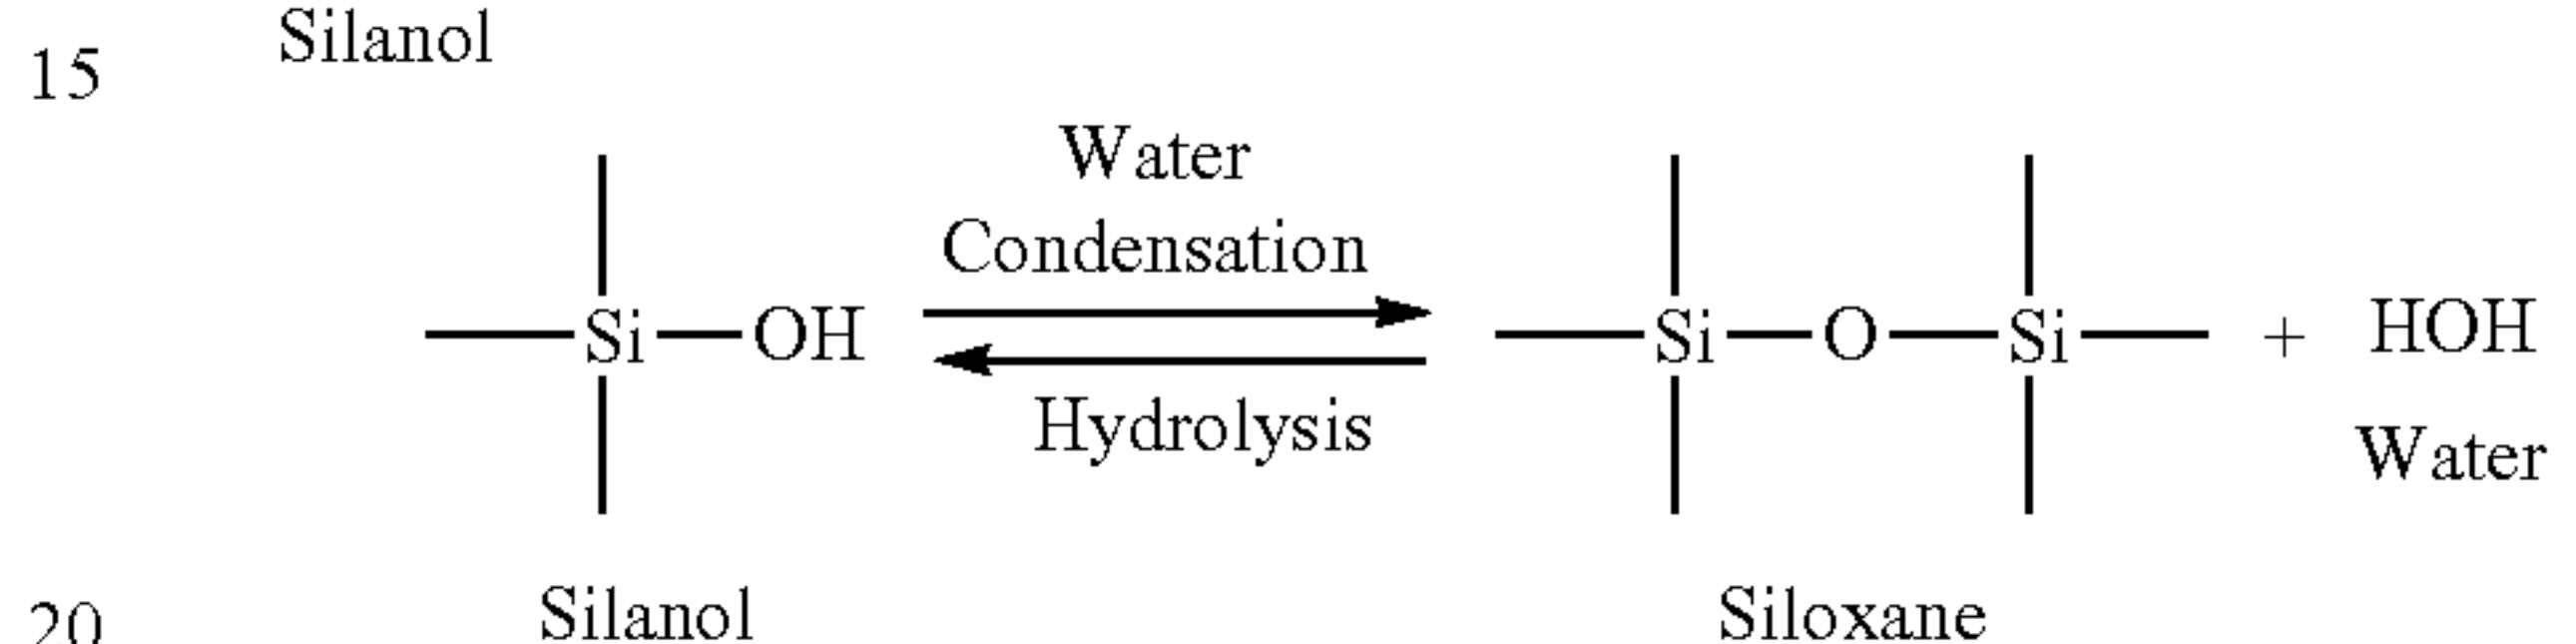 15 Silanol
Water
Condensation
Si OH Si O Si + HOH
Hydrolysis
Water
20 Silanol Siloxane